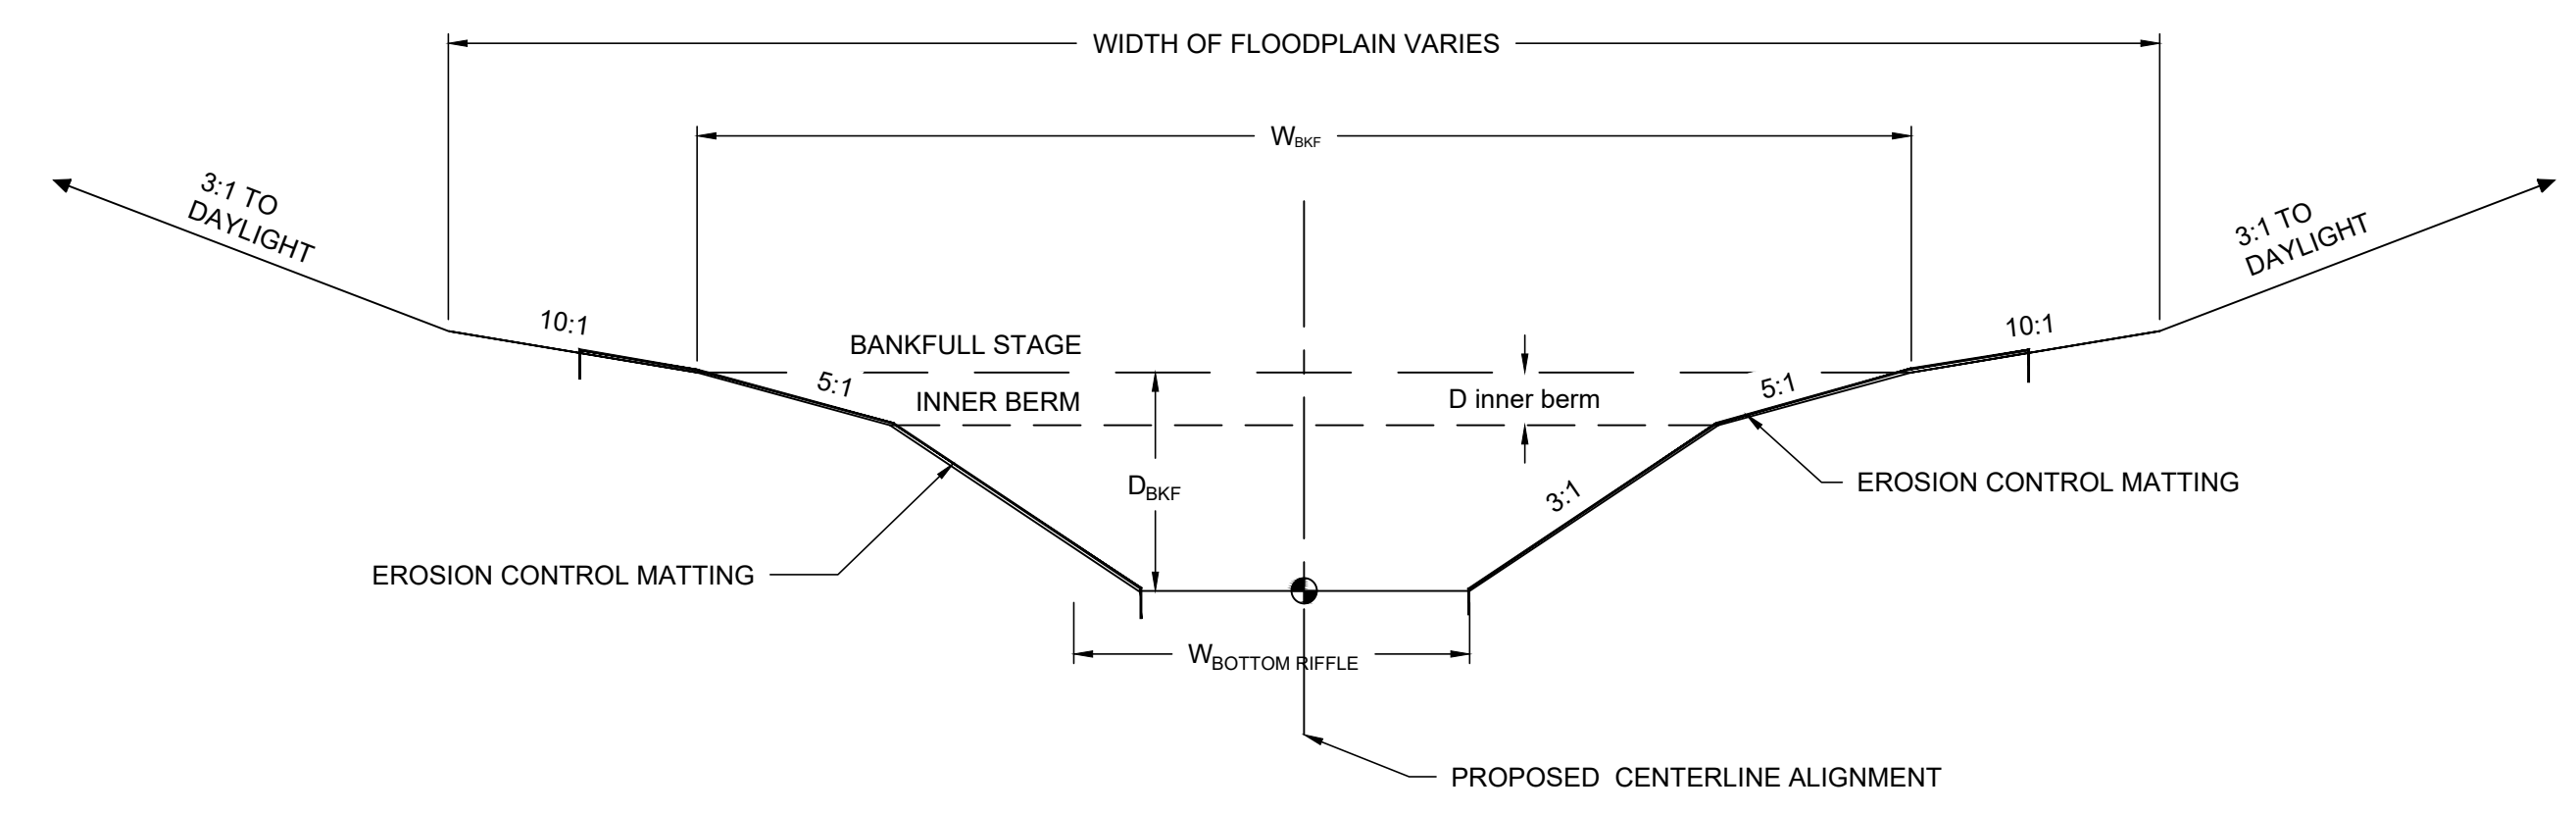 WIDTH OF FLOODPLAIN VARIES
WBKF
3:1 TO
DAYLIGHT
3:1 TO
DAYLIGHT
10:1
10:1
BANKFULL STAGE
5:1
5:1
INNER BERM
D inner berm
DBKF
3:1
EROSION CONTROL MATTING
EROSION CONTROL MATTING
WBOTTOM RIFFLE
PROPOSED CENTERLINE ALIGNMENT